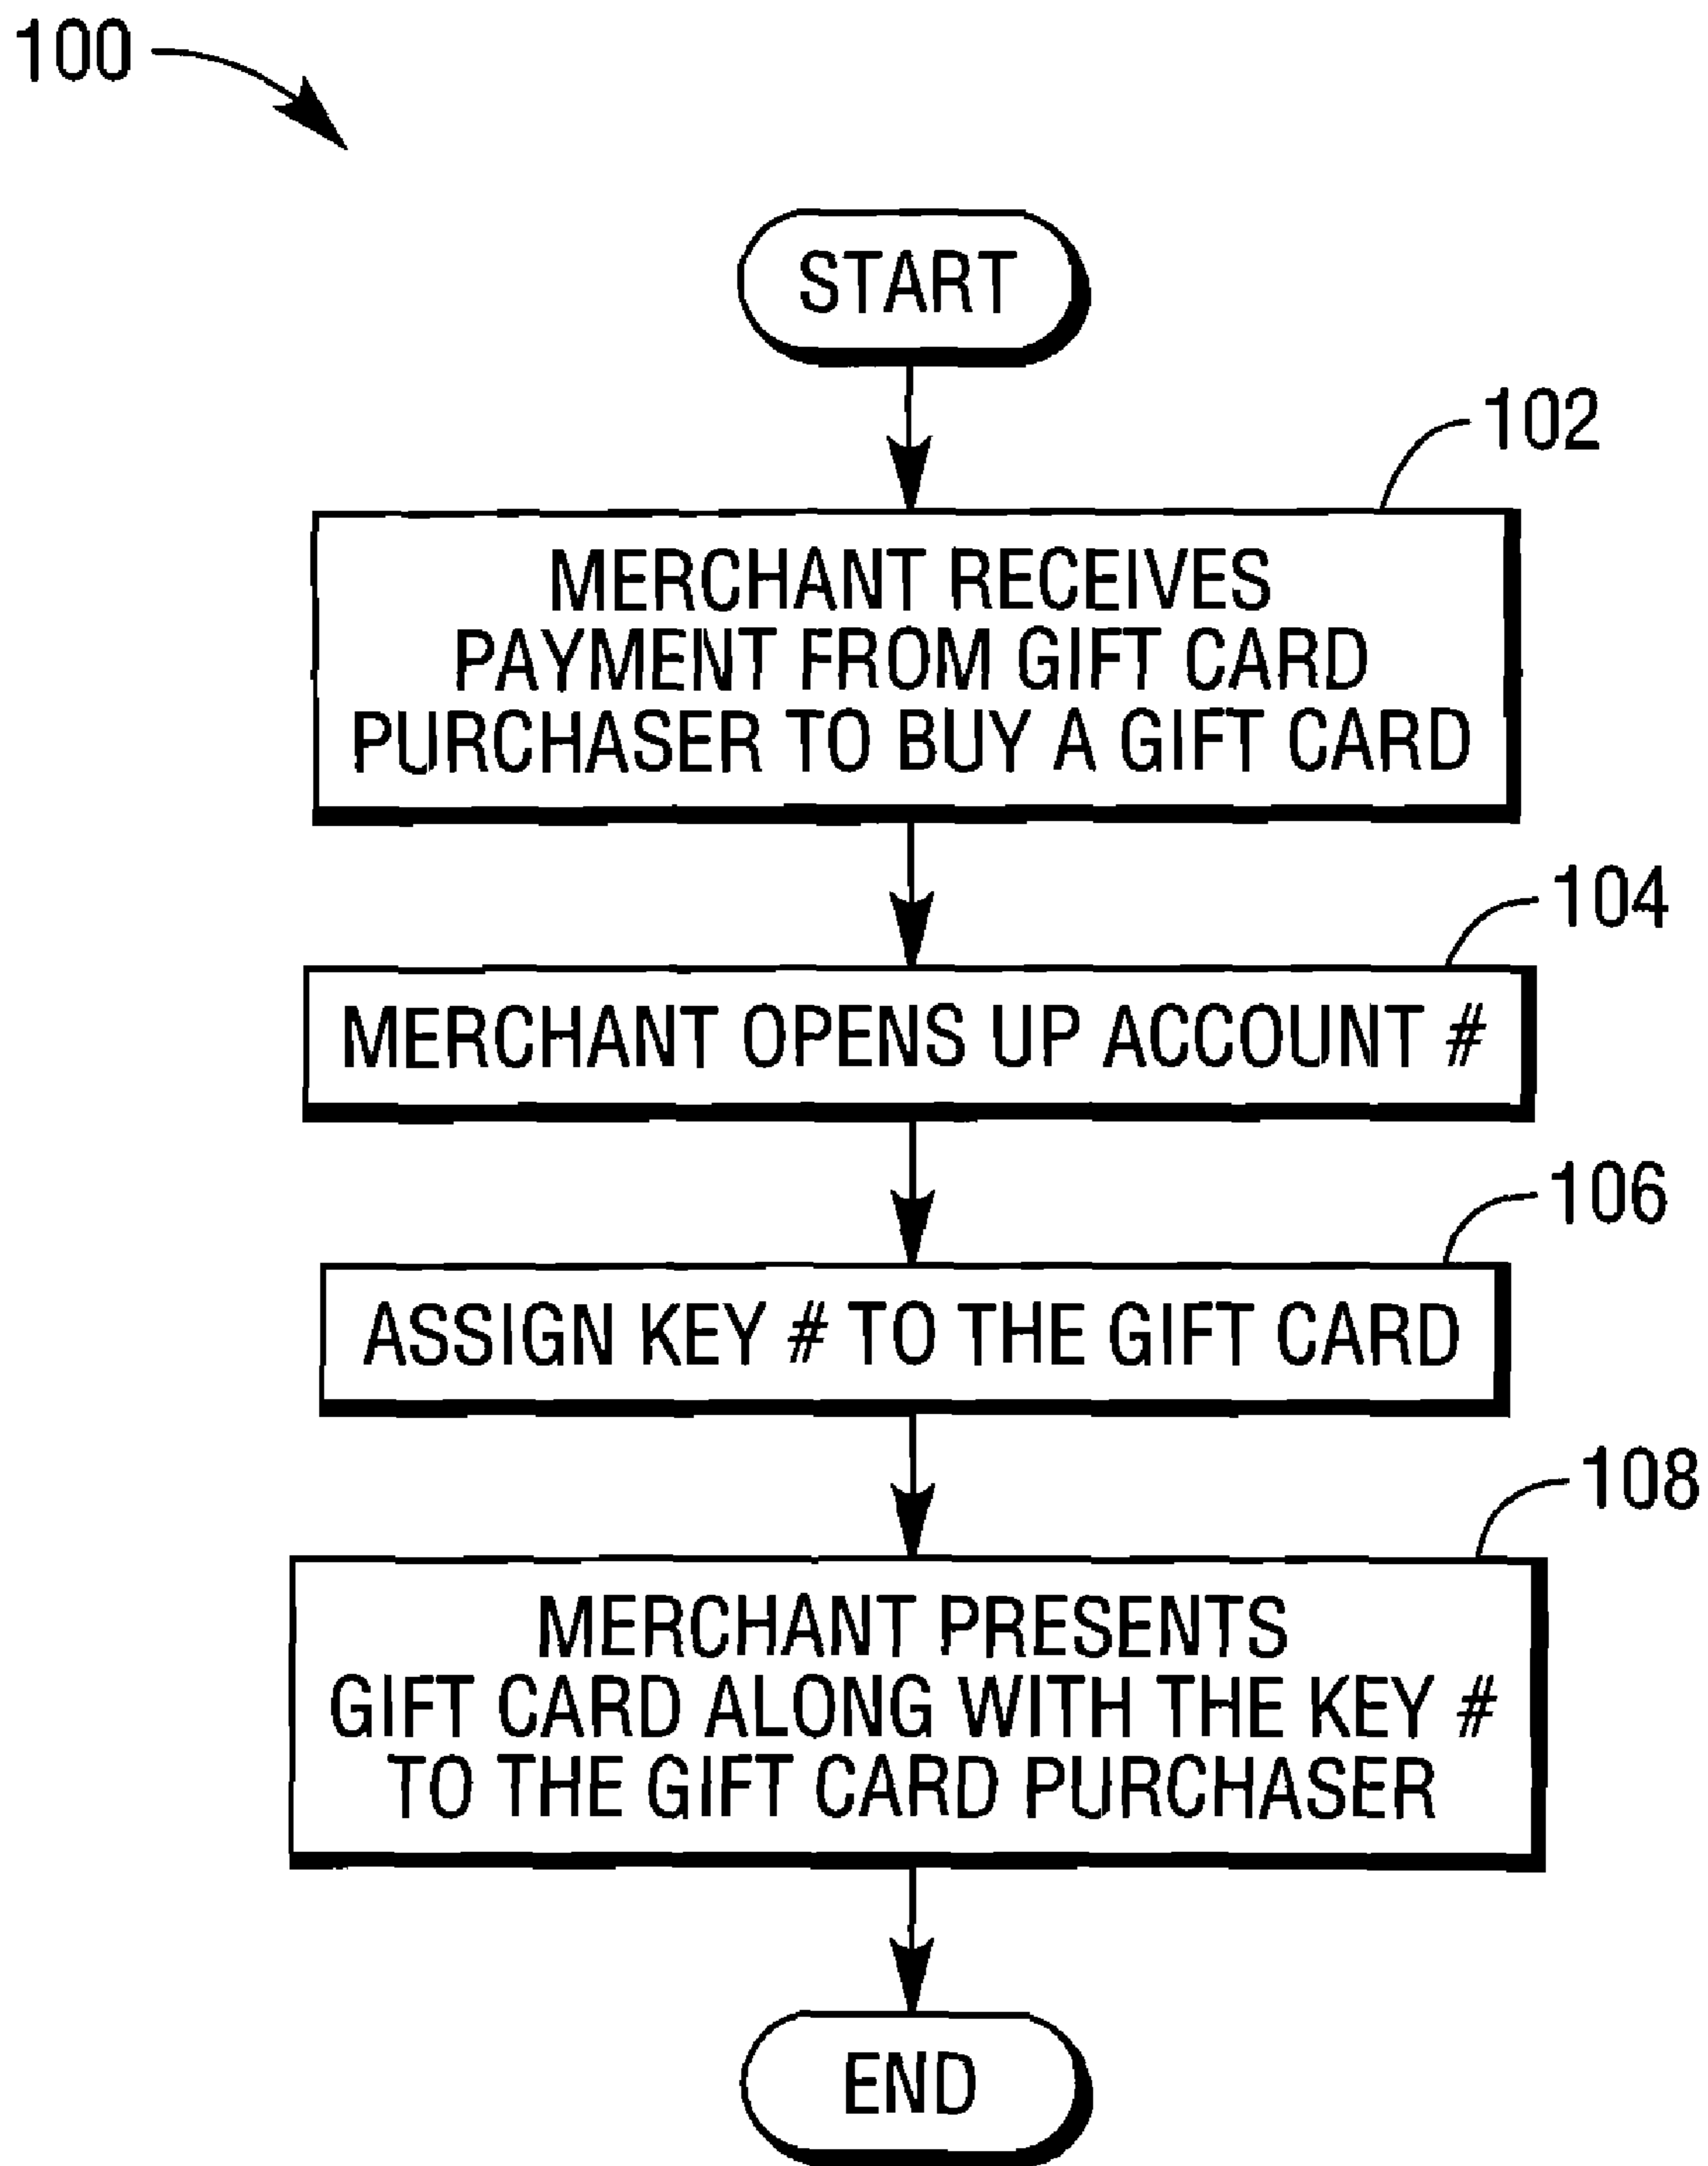 100
START
102
MERCHANT RECEIVES
PAYMENT FROM GIFT CARD
PURCHASER TO BUY A GIFT CARD
104
MERCHANT OPENS UP ACCOUNT #
106
ASSIGN KEY # TO THE GIFT CARD
108
MERCHANT PRESENTS
GIFT CARD ALONG WITH THE KEY #
TO THE GIFT CARD PURCHASER
END